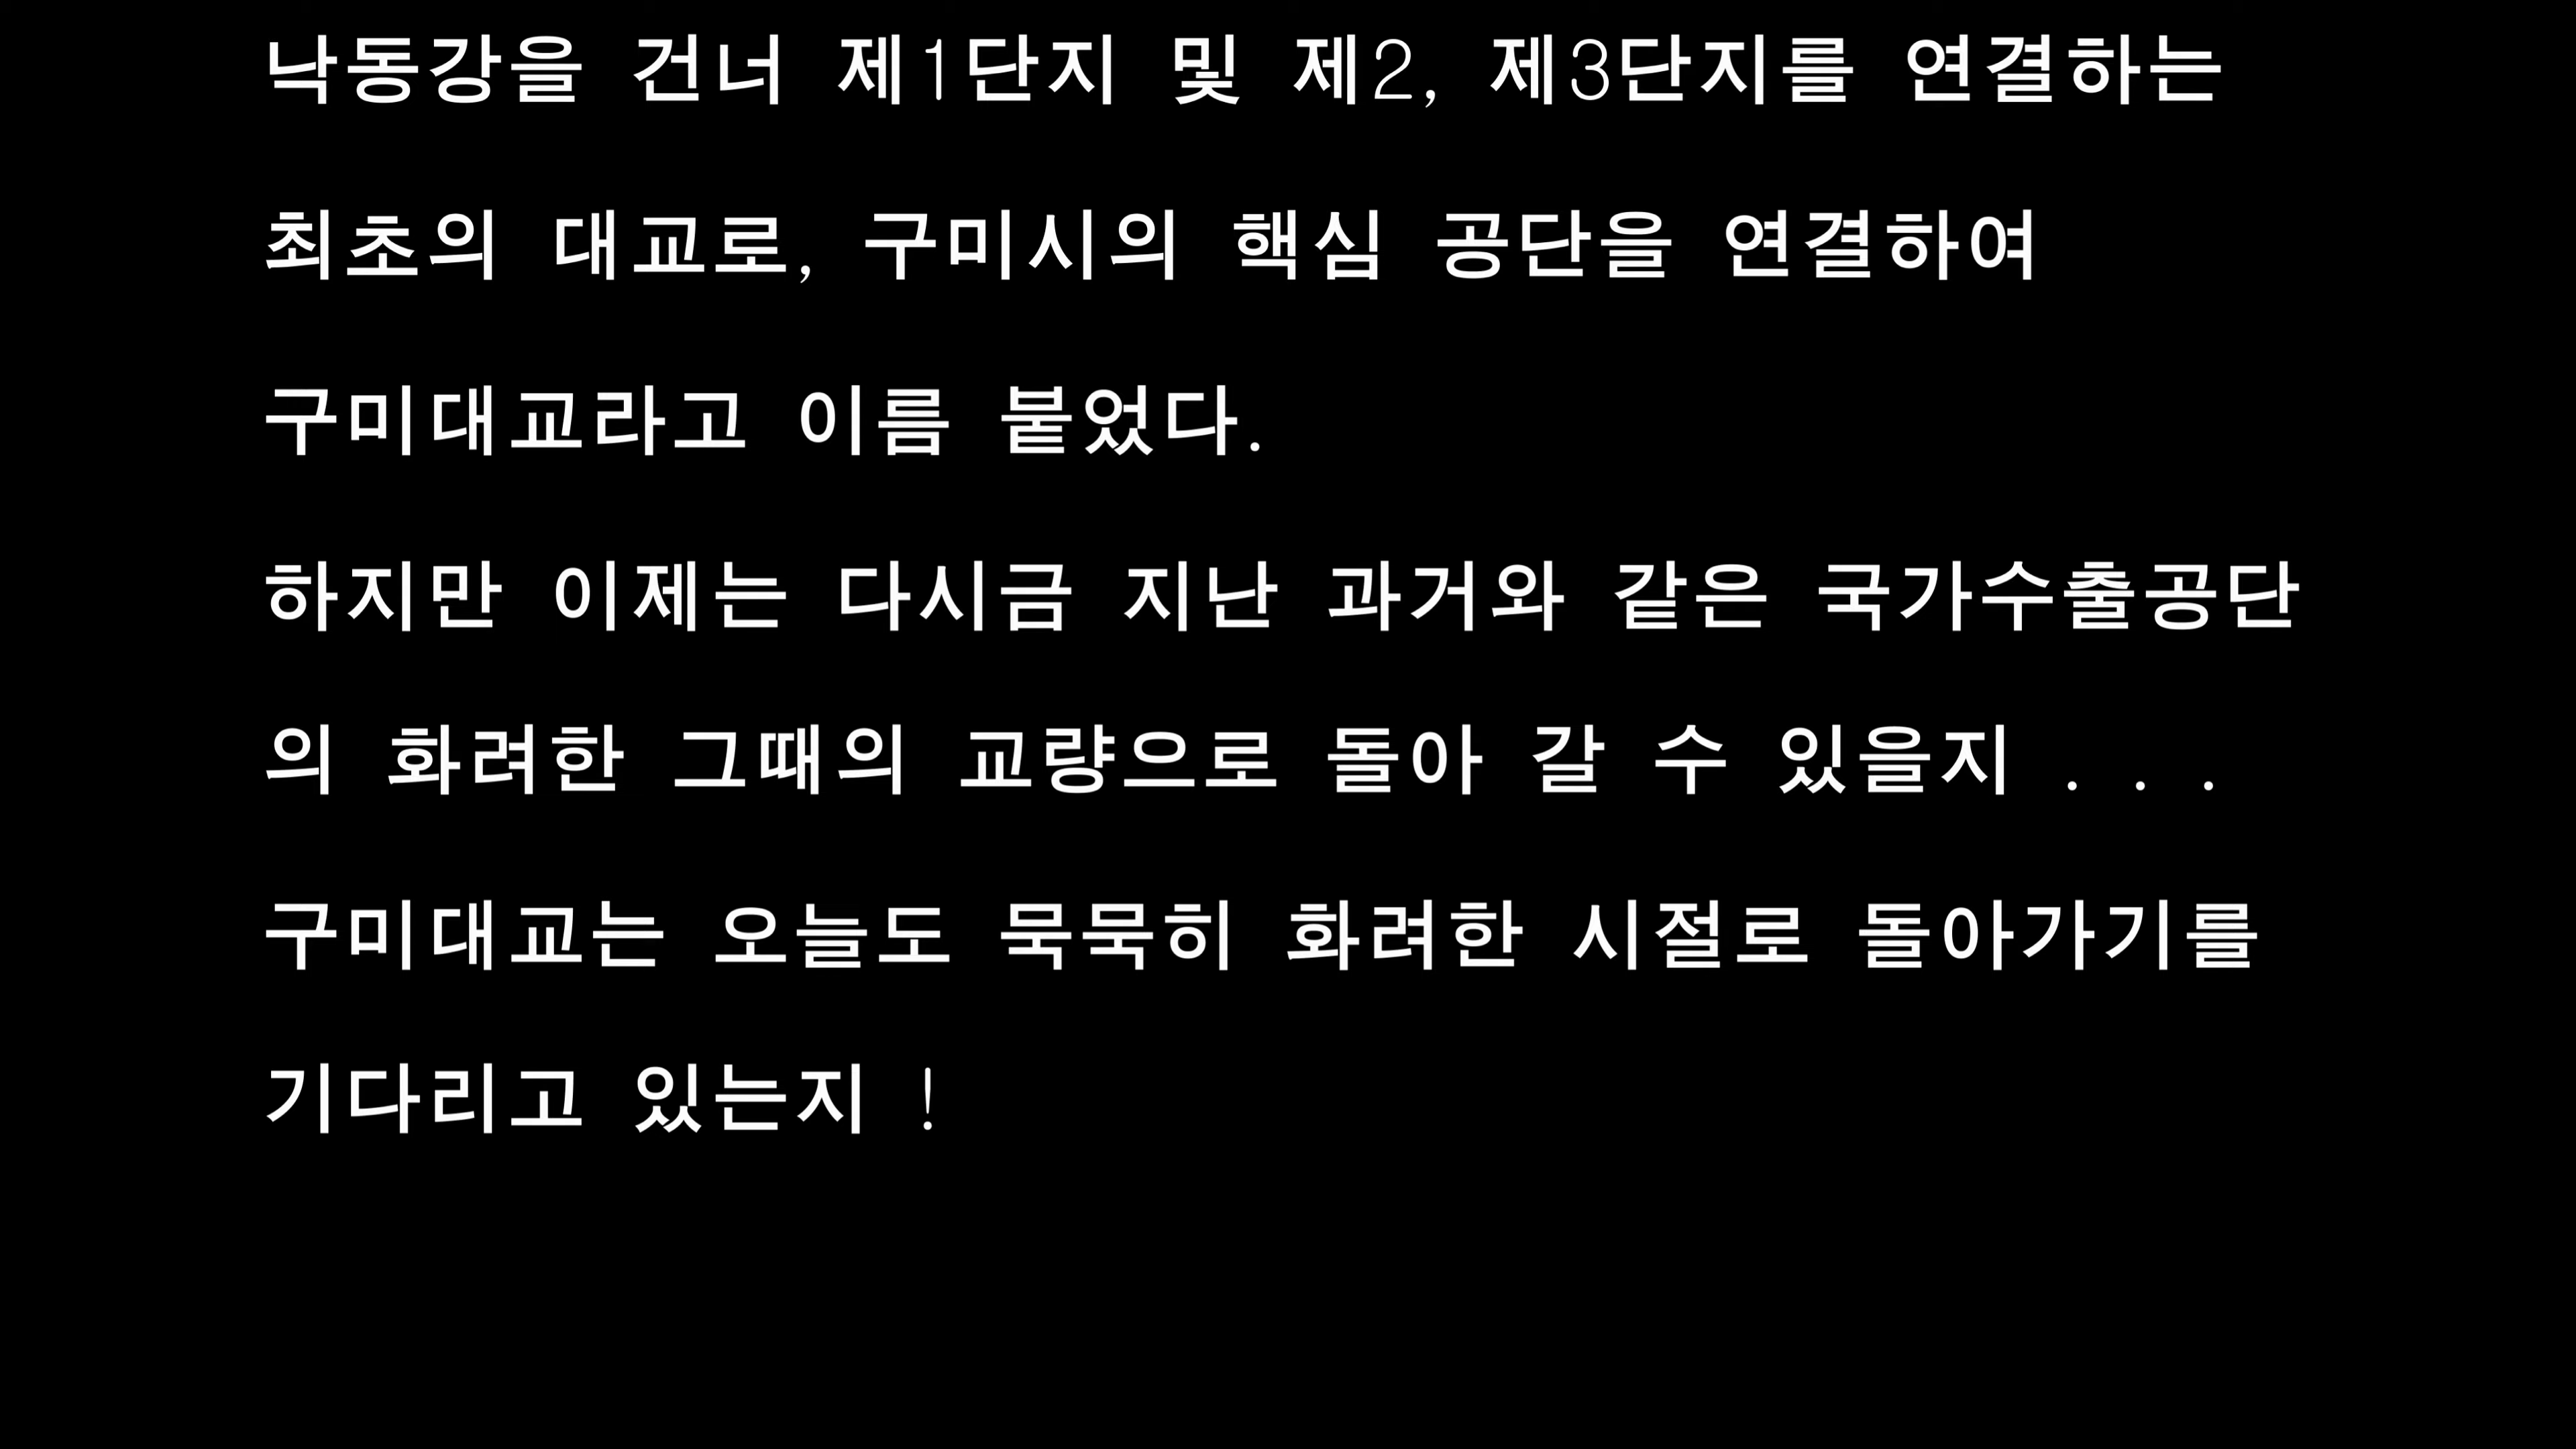 낙동강을 건너 제1단지 및 제2, 제3단지를 연결하는
최초의 대교로, 구미시의 핵심 공단을 연결하여
구미대교라고 이름 붙었다.
하지만 이제는 다시금 지난 과거와 같은 국가수출공단
의 화려한 그때의 교량으로 돌아 갈 수 있을지 . . .
구미대교는 오늘도 묵묵히 화려한 시절로 돌아가기를
기다리고 있는지 !